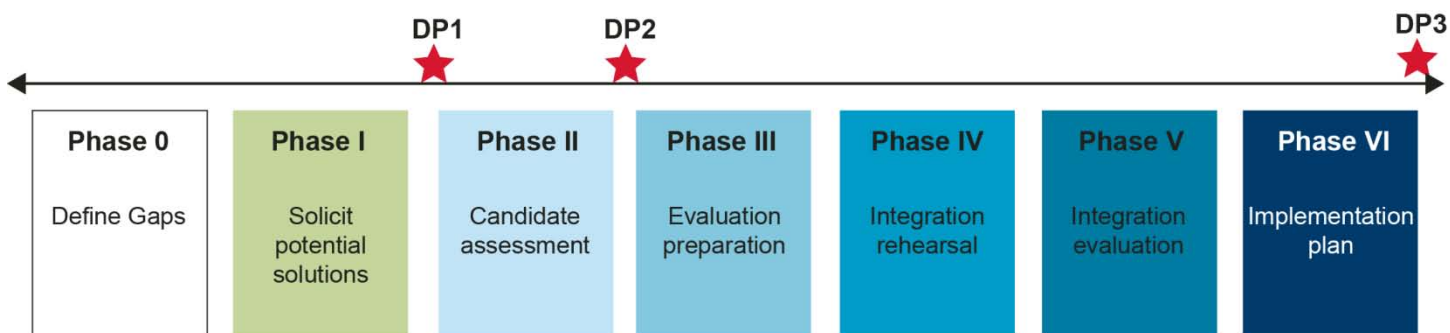 DP1
DP2
DP3
Phase 0
Define Gaps
Phase I
Solicit
potential
solutions
Phase II
Candidate
assessment
Phase III
Evaluation
preparation
Phase IV
Integration
rehearsal
Phase V
Integration
evaluation
Phase VI
Implementation
plan